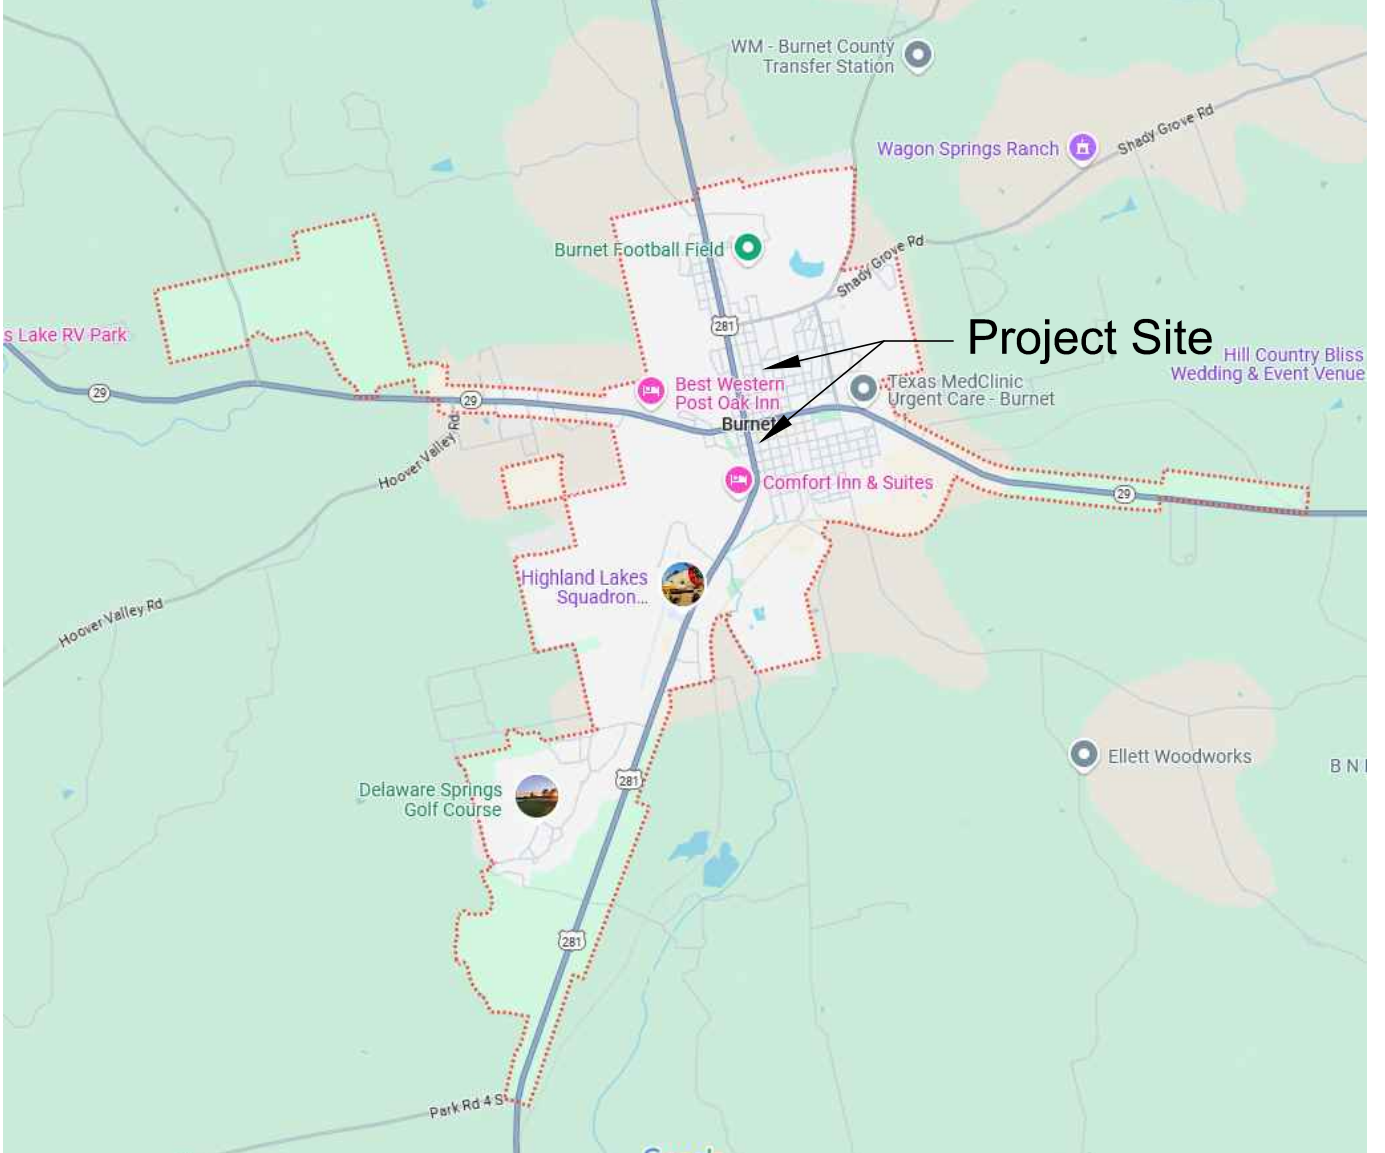 WM - Burnet County
Transfer Station
Shady Grove Rd
Wagon Springs Ranch
Burnet Football Field
Shady Grove Rd
281
Project Site
s Lake RV Park
Hill Country Bliss
Wedding & Event Venue
29
29
Best Western
Post Oak Inn
Texas MedClinic
Urgent Care - Burnet
Burnet
Hoover Valley Rd
Comfort Inn & Suites
29
Highland Lakes
Squadron...
Hoover Valley Rd
Ellett Woodworks
B N
281
Delaware Springs
Golf Course
281
Park Rd 4 S